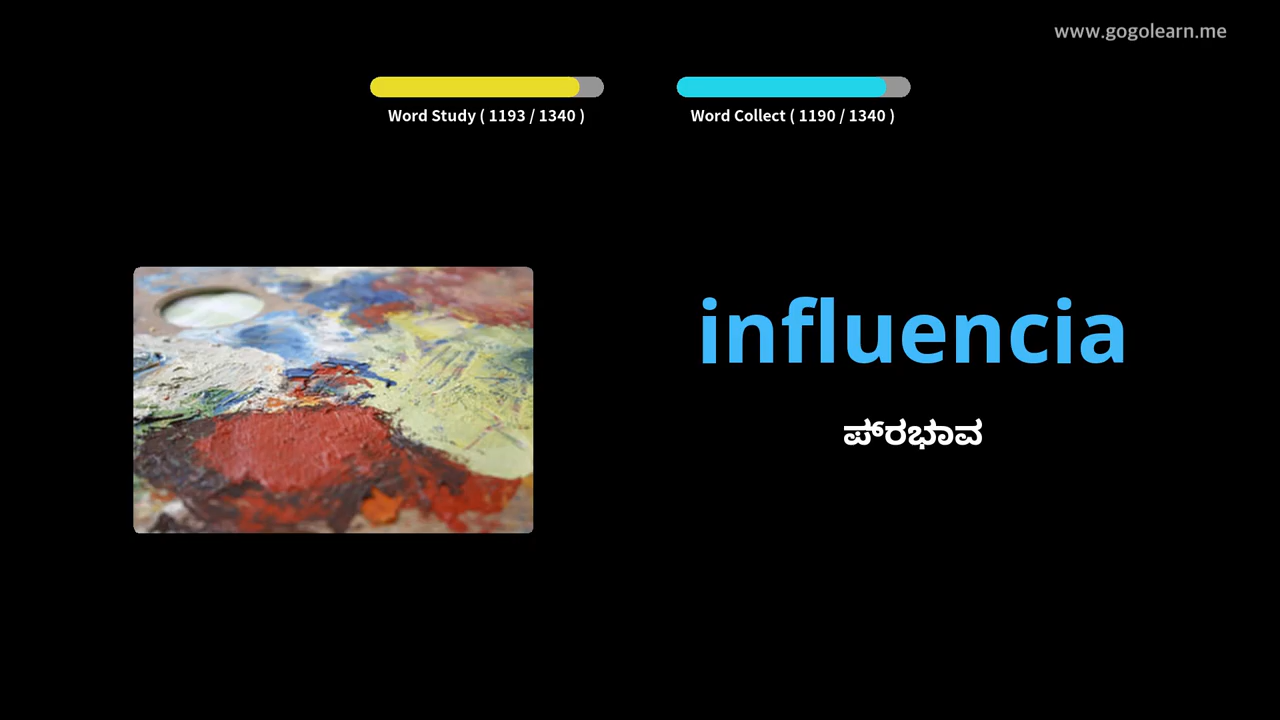 www.gogolearn.me
Word Study ( 1193 / 1340 )
Word Collect ( 1190 / 1340 )
influencia
ಪ್ರಭಾವ